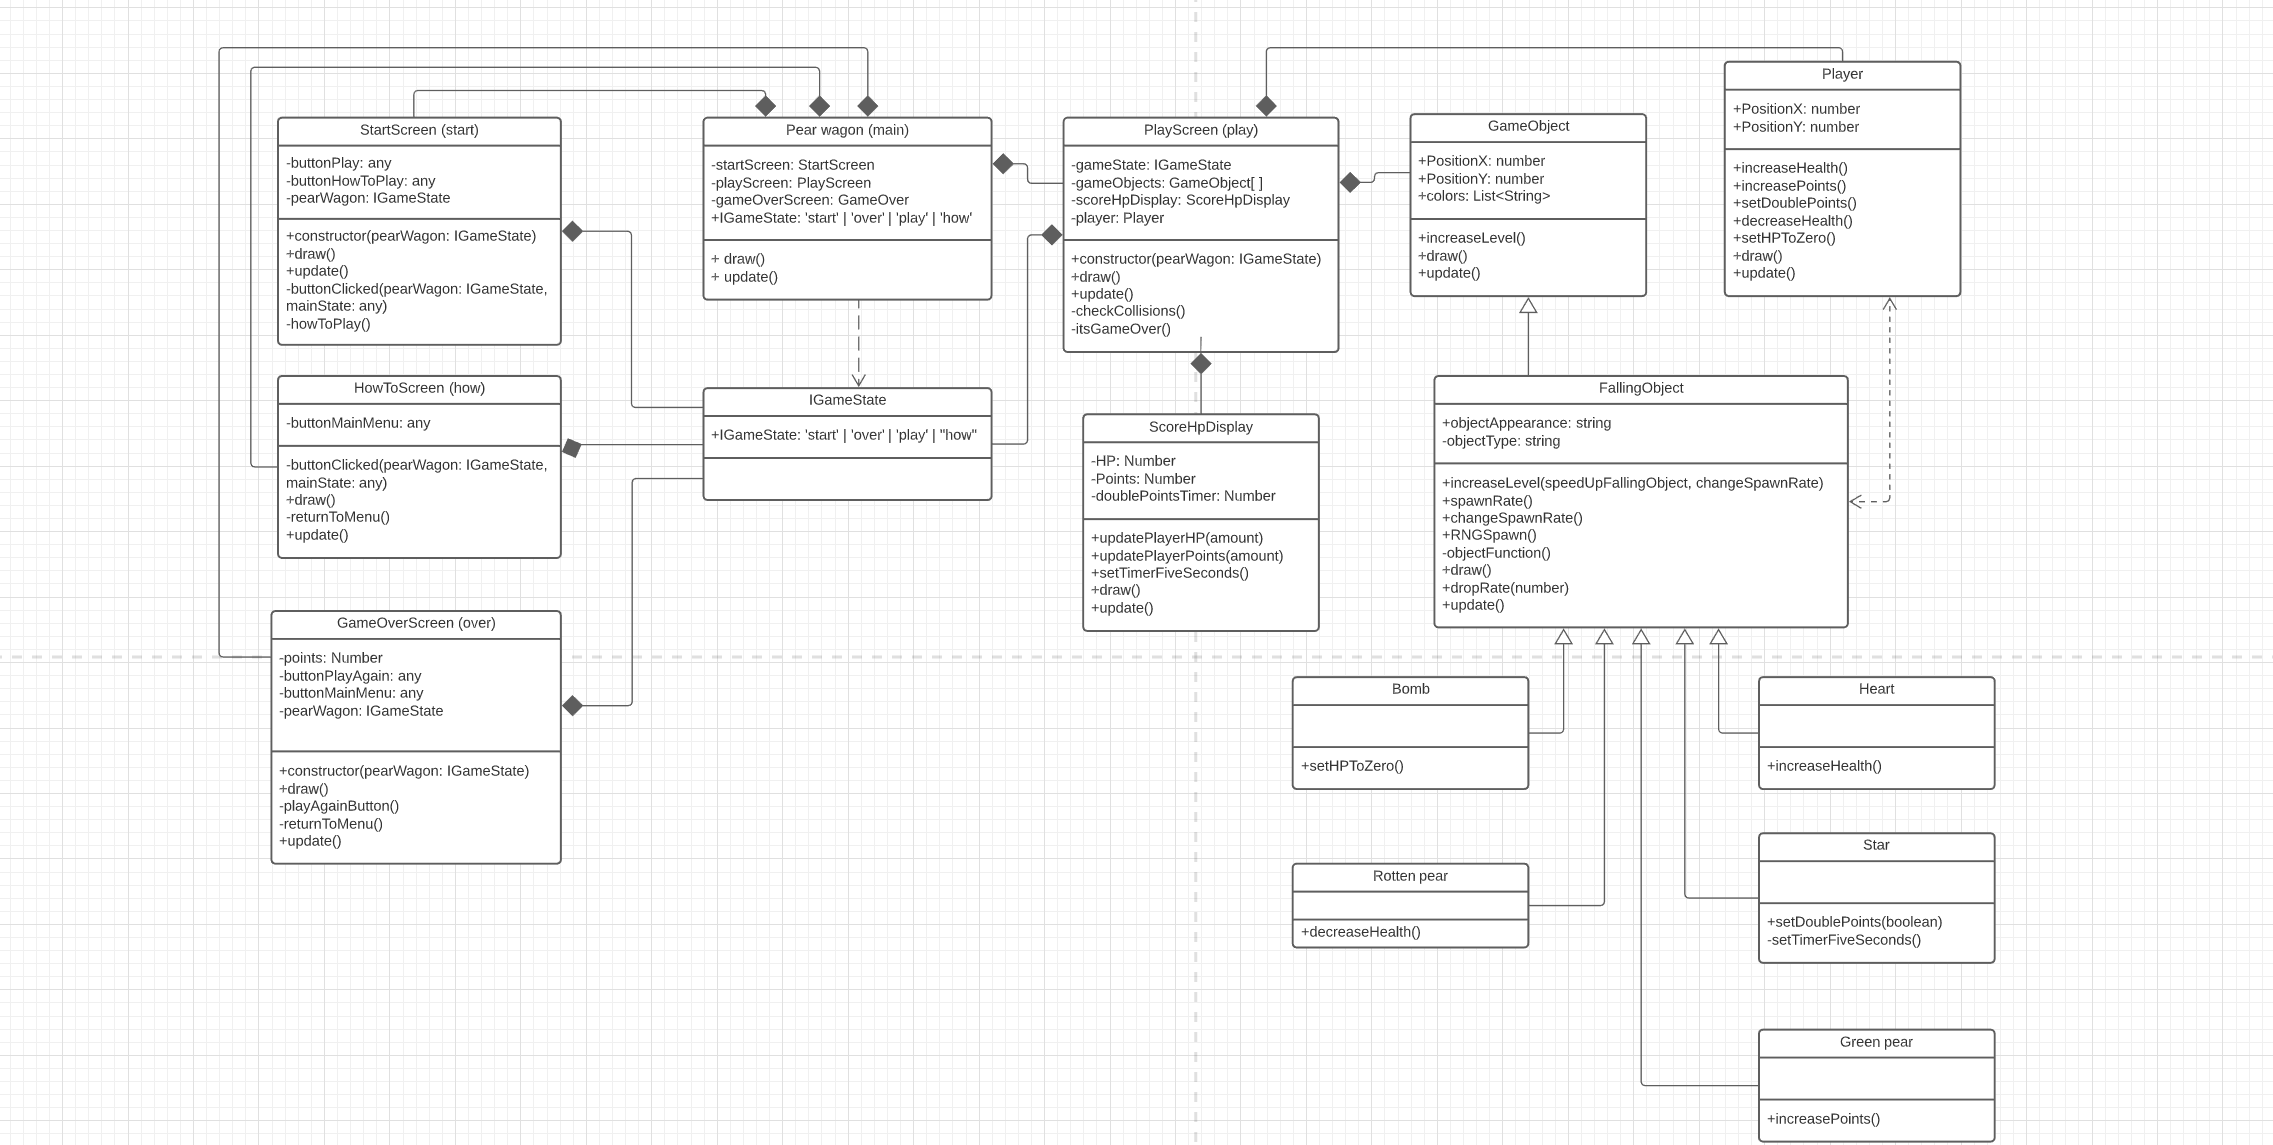 StartScreen (start)
-buttonPlay: any
-buttonHowToPlay: any
-pearWagon: IGameState
+constructor(pearWagon: IGameState)
+draw()
+update()
-buttonClicked(pearWagon: IGameState,
mainState: any)
-howToPlay()
HowToScreen (how)
-buttonMainMenu: any
-buttonClicked(pearWagon: IGameState,
mainState: any)
+draw()
-returnToMenu()
+update()
GameOverScreen (over)
-points: Number
-buttonPlayAgain: any
-buttonMainMenu: any
-pearWagon: IGameState
+constructor(pearWagon: IGameState)
+draw()
-playAgainButton()
-returnToMenu()
+update()
Pear wagon (main)
-startScreen: StartScreen
-playScreen: PlayScreen
-gameOverScreen: GameOver
+IGameState: 'start' | 'over' | 'play' | 'how'
+ draw()
+ update()
IGameState
+IGameState: 'start' | 'over' | 'play' | "how"
PlayScreen (play)
-gameState: IGameState
-gameObjects: GameObject[ ]
-scoreHpDisplay: ScoreHpDisplay
-player: Player
+constructor(pearWagon: IGameState)
+draw()
+update()
-checkCollisions()
-itsGameOver()
ScoreHpDisplay
-HP: Number
-Points: Number
-doublePointsTimer: Number
+updatePlayerHP(amount)
+updatePlayerPoints(amount)
+setTimerFiveSeconds()
+draw()
+update()
GameObject
+PositionX: number
+PositionY: number
+colors: List<String>
+increaseLevel()
+draw()
+update()
Player
+PositionX: number
+PositionY: number
+increaseHealth()
+increasePoints()
+setDoublePoints()
+decreaseHealth()
+setHPToZero()
+draw()
+update()
FallingObject
+objectAppearance: string
-objectType: string
+increaseLevel(speedUpFallingObject, changeSpawnRate)
+spawnRate()
+changeSpawnRate()
+RNGSpawn()
-objectFunction()
+draw()
+dropRate(number)
+update()
Bomb
+setHPToZero()
Rotten pear
+decreaseHealth()
Heart
+increaseHealth()
Star
+setDoublePoints(boolean)
-setTimerFiveSeconds()
Green pear
+increasePoints()